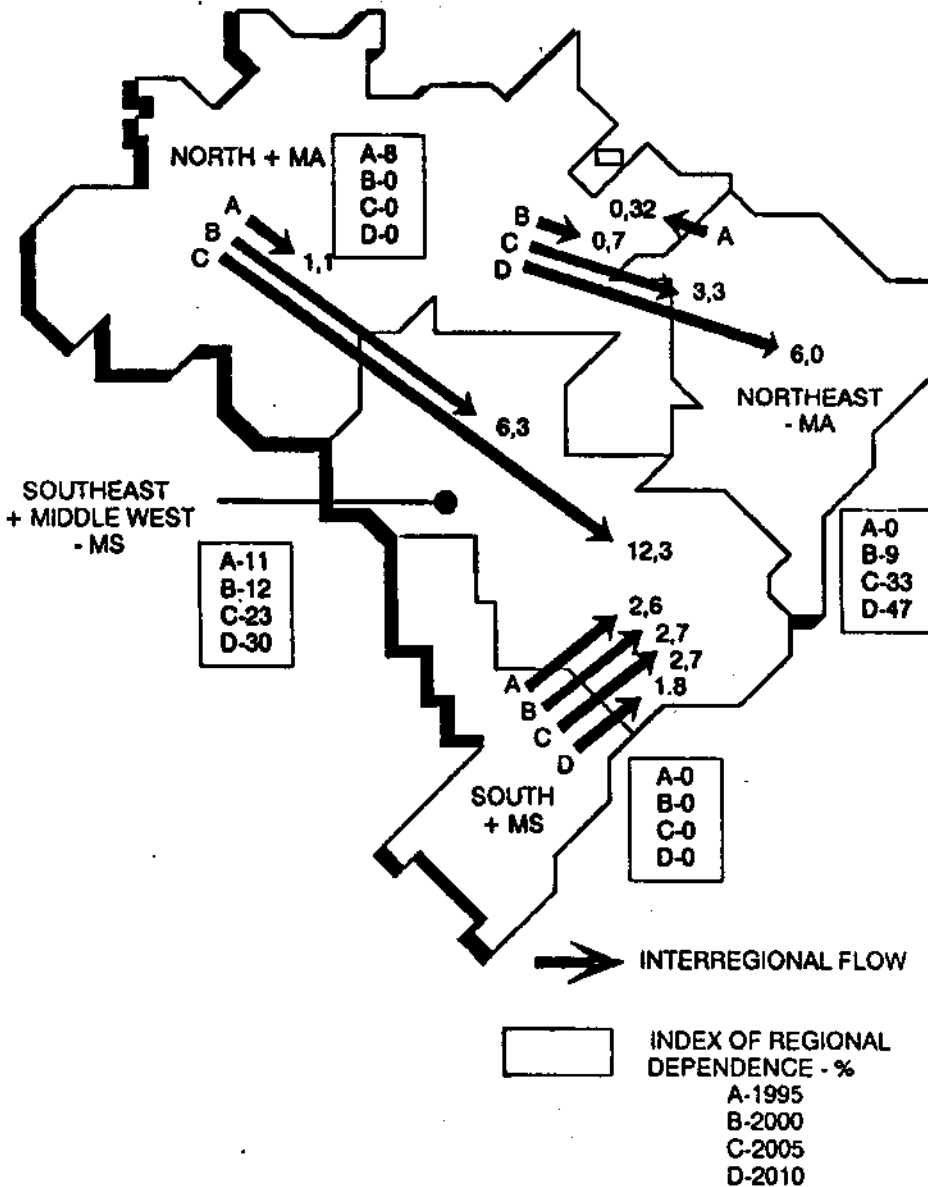 NORTH + MA
A-8
B-0
C-0
D-0
A
B
C
1,1
6,3
12,3
B
C
D
0,32
0,7
A
3,3
6,0
NORTHEAST
- MA
SOUTHEAST
+ MIDDLE WEST
- MS
A-11
B-12
C-23
D-30
A-0
B-9
C-33
D-47
2,6
2,7
2,7
1.8
A
B
C
D
SOUTH
+ MS
A-0
B-0
C-0
D-0
INTERREGIONAL FLOW
INDEX OF REGIONAL
DEPENDENCE - %
A-1995
B-2000
C-2005
D-2010